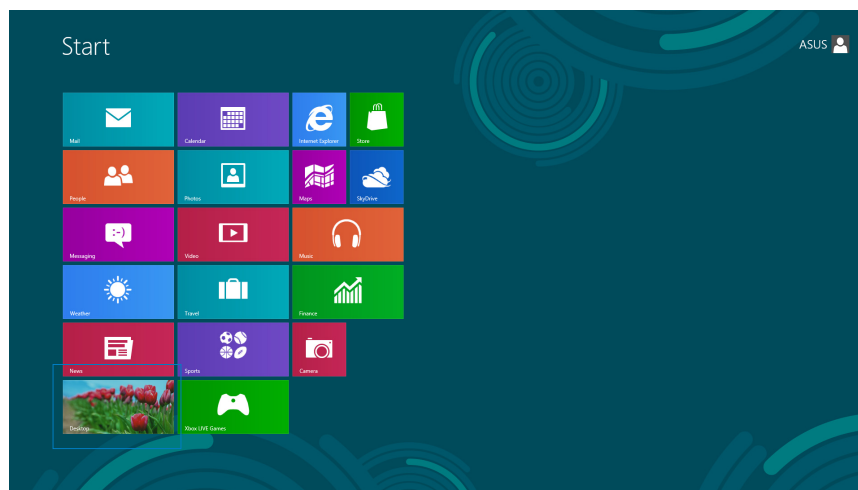 Start
ASUS
Mail
Calendar
Internet Explorer
Store
People
Photos
Maps
SkyDrive
Messaging
:-)
Video
Music
Weather
Travel
Finance
News
Sports
Camera
Desktop
Xbox LIVE Games